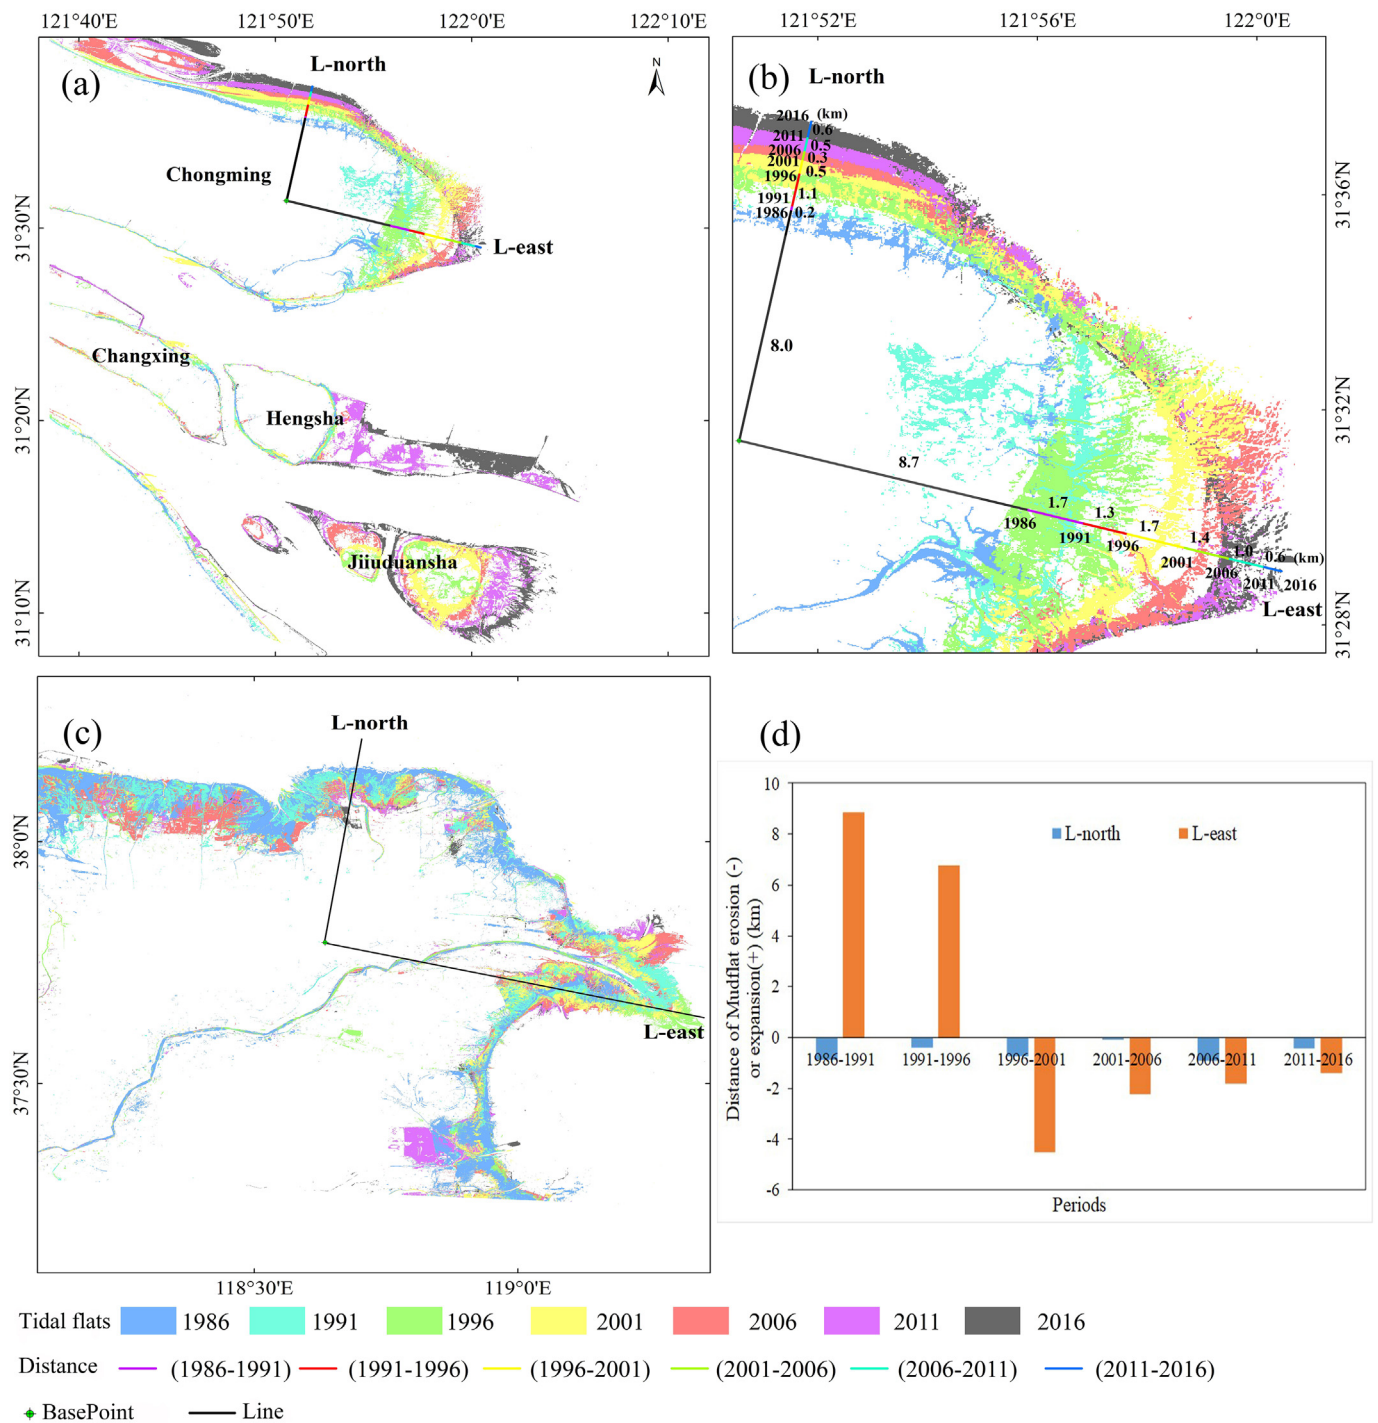 121°40'E 121°50'E 122°0'E 122°10'E
(a)
L-north
N
Chongming
L-east
Changxing
Hengsha
Jiiuduansha
31°30'N
31°20'N
31°10'N
121°52'E 121°56'E 122°0'E
(b)
L-north
2016 (km)
0.6
2011 0.5
2006 0.3
2001 0.5
1996
1991 1.1
1986 0.2
8.0
8.7
1.7
1.3
1.7
1.4
1.0
0.6 (km)
1986
1991
1996
2001
2006
2011 2016
L-east
31°36'N
31°32'N
31°28'N
(c)
L-north
L-east
38°0'N
37°30'N
118°30'E 119°0'E
(d)
10
8
6
4
2
0
-2
-4
-6
L-north L-east
Distance of Mudflat erosion (-)
or expansion(+) (km)
1986-1991 1991-1996 1996-2001 2001-2006 2006-2011 2011-2016
Periods
Tidal flats 1986 1991 1996 2001 2006 2011 2016
Distance (1986-1991) (1991-1996) (1996-2001) (2001-2006) (2006-2011) (2011-2016)
BasePoint Line